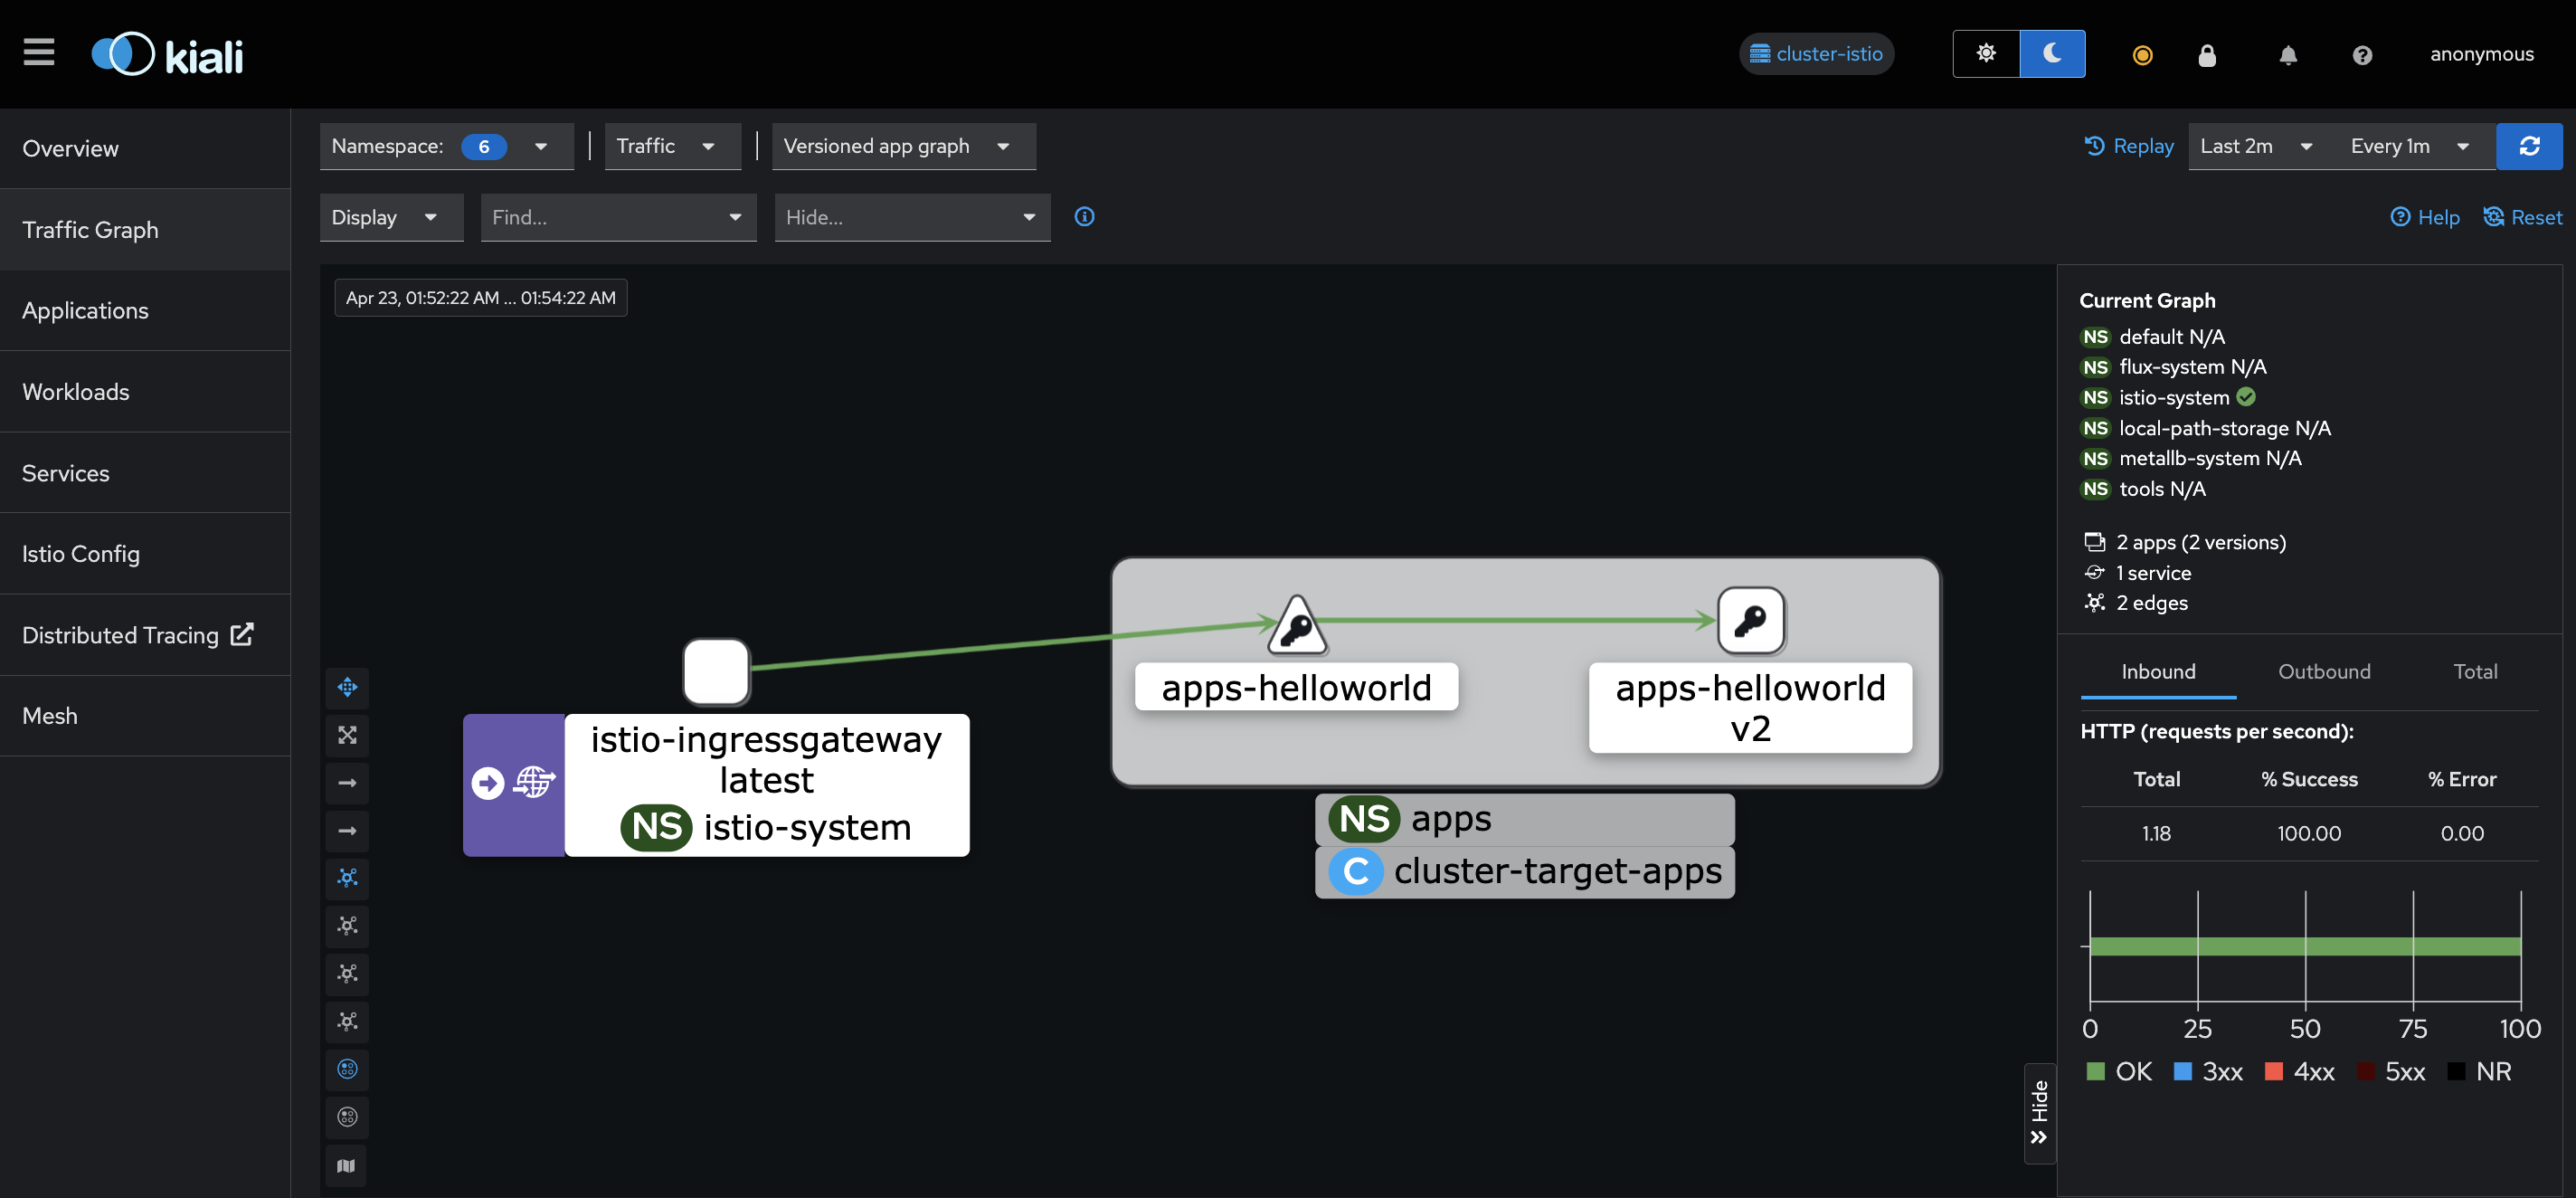 kiali
cluster-istio
anonymous
Overview
Traffic Graph
Applications
Workloads
Services
Istio Config
Distributed Tracing
Mesh
Namespace: 6
Traffic
Versioned app graph
Replay
Last 2m
Every 1m
Display
Find...
Hide...
Help
Reset
Apr 23, 01:52:22 AM ... 01:54:22 AM
istio-ingressgateway
latest
NS istio-system
apps-helloworld
apps-helloworld
v2
NS apps
C cluster-target-apps
Hide
Current Graph
NS default N/A
NS flux-system N/A
NS istio-system
NS local-path-storage N/A
NS metallb-system N/A
NS tools N/A
2 apps (2 versions)
1 service
2 edges
Inbound
Outbound
Total
HTTP (requests per second):
Total % Success % Error
1.18 100.00 0.00
0 25 50 75 100
OK 3xx 4xx 5xx NR